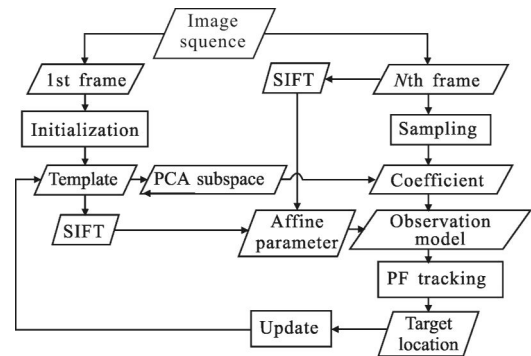 Image
squence
1st frame
SIFT
Nth frame
Initialization
Sampling
Template
PCA subspace
Coefficient
SIFT
Affine
parameter
Observation
model
PF tracking
Update
Target
location